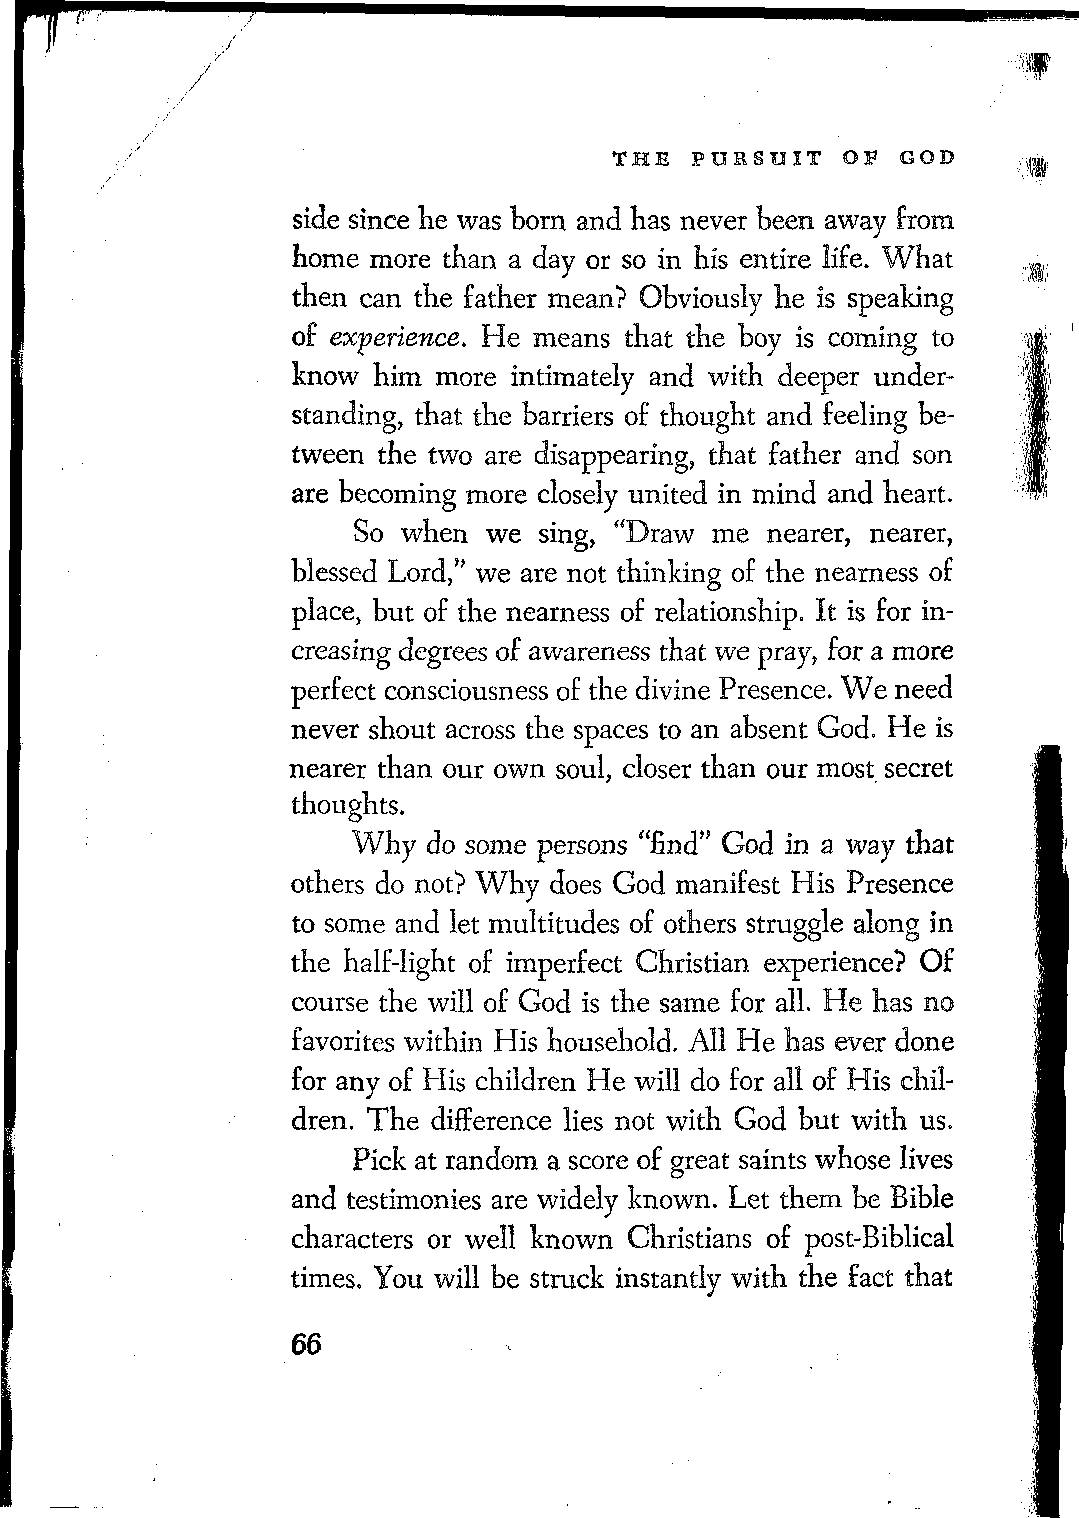 THE PURSUIT OF GOD
side since he was born and has never been away from
home more than a day or so in his entire life. What
then can the father mean? Obviously he is speaking
of experience. He means that the boy is coming to
know him more intimately and with deeper under-
standing, that the barriers of thought and feeling be-
tween the two are disappearing, that father and son
are becoming more closely united in mind and heart.
So when we sing, “Draw me nearer, nearer,
blessed Lord,” we are not thinking of the nearness of
place, but of the nearness of relationship. It is for in-
creasing degrees of awareness that we pray, for a more
perfect consciousness of the divine Presence. We need
never shout across the spaces to an absent God. He is
nearer than our own soul, closer than our most secret
thoughts.
Why do some persons “find” God in a way that
others do not? Why does God manifest His Presence
to some and let multitudes of others struggle along in
the half-light of imperfect Christian experience? Of
course the will of God is the same for all. He has no
favorites within His household. All He has ever done
for any of His children He will do for all of His chil-
dren. The difference lies not with God but with us.
Pick at random a score of great saints whose lives
and testimonies are widely known. Let them be Bible
characters or well known Christians of post-Biblical
times. You will be struck instantly with the fact that
66